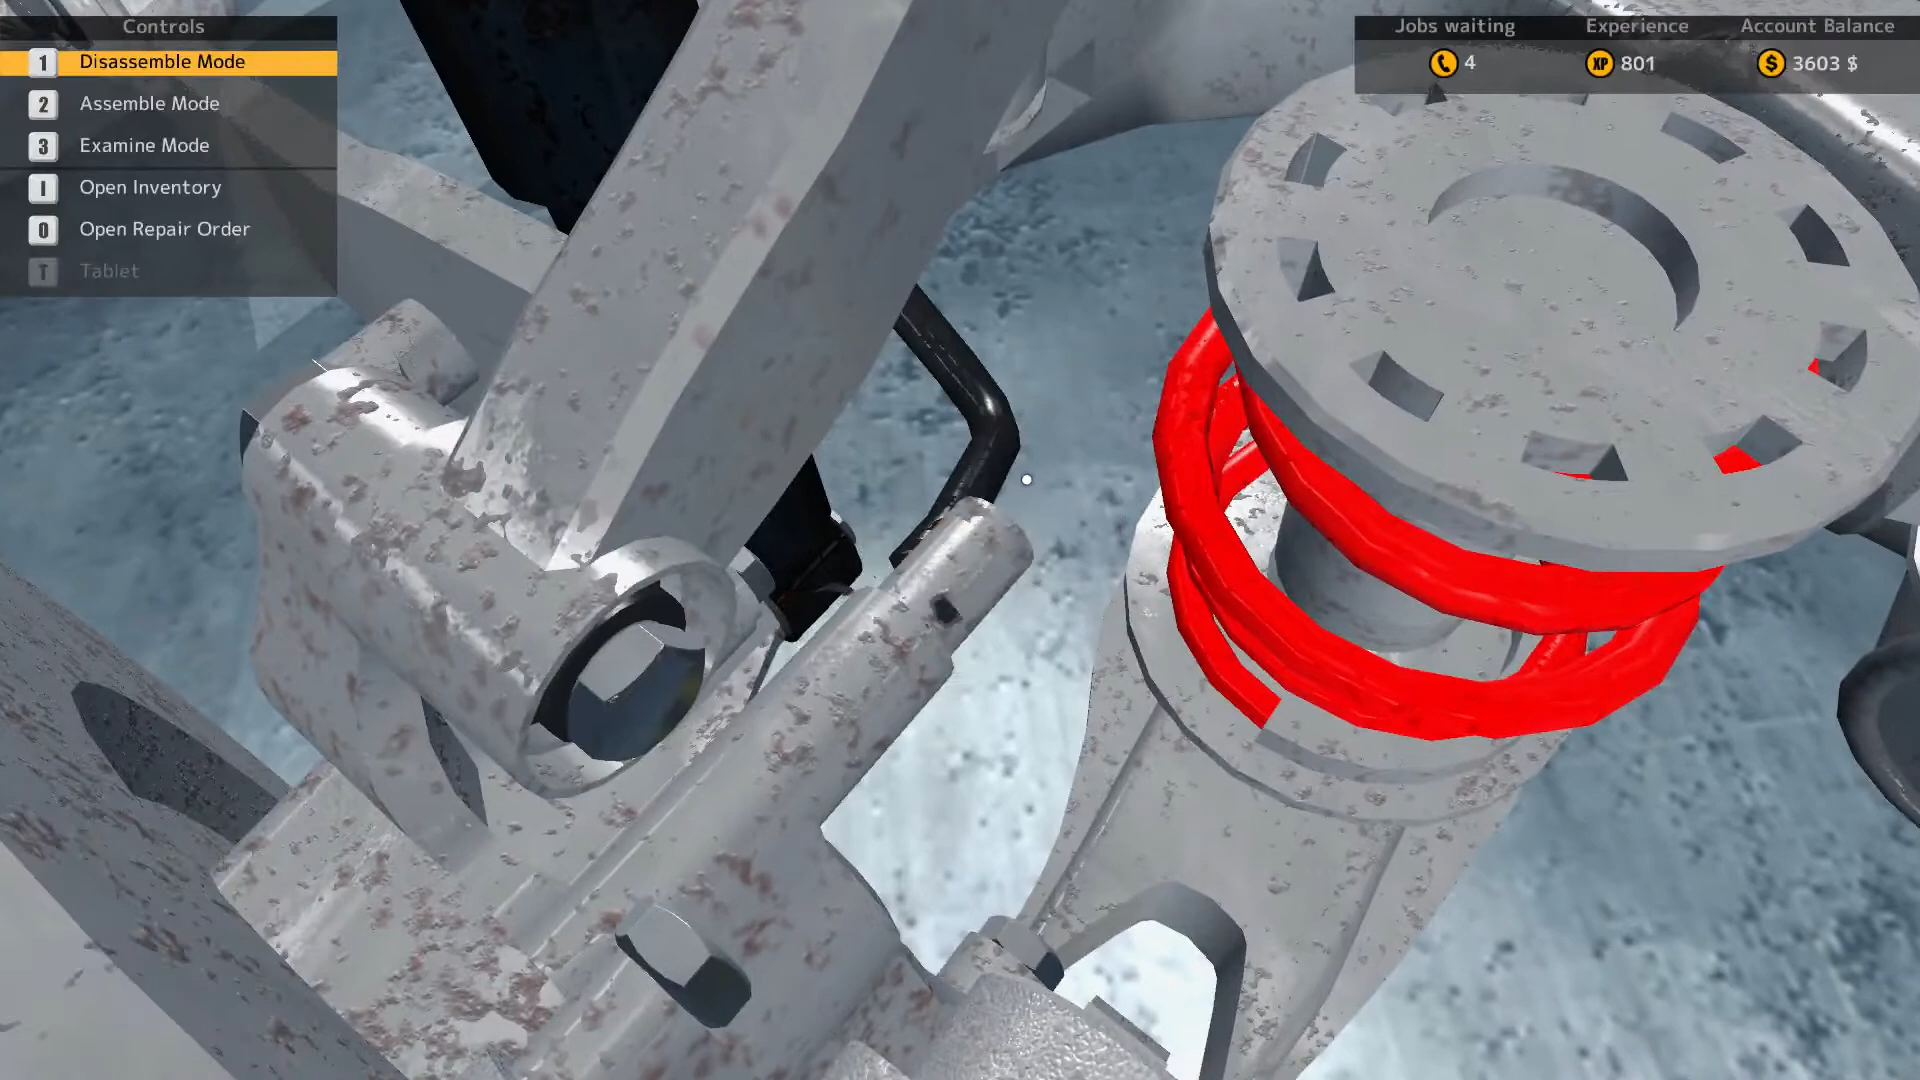 Controls
1 Disassemble Mode
2 Assemble Mode
3 Examine Mode
I Open Inventory
O Open Repair Order
T Tablet
Jobs waiting Experience Account Balance
4 XP 801 $ 3603 $